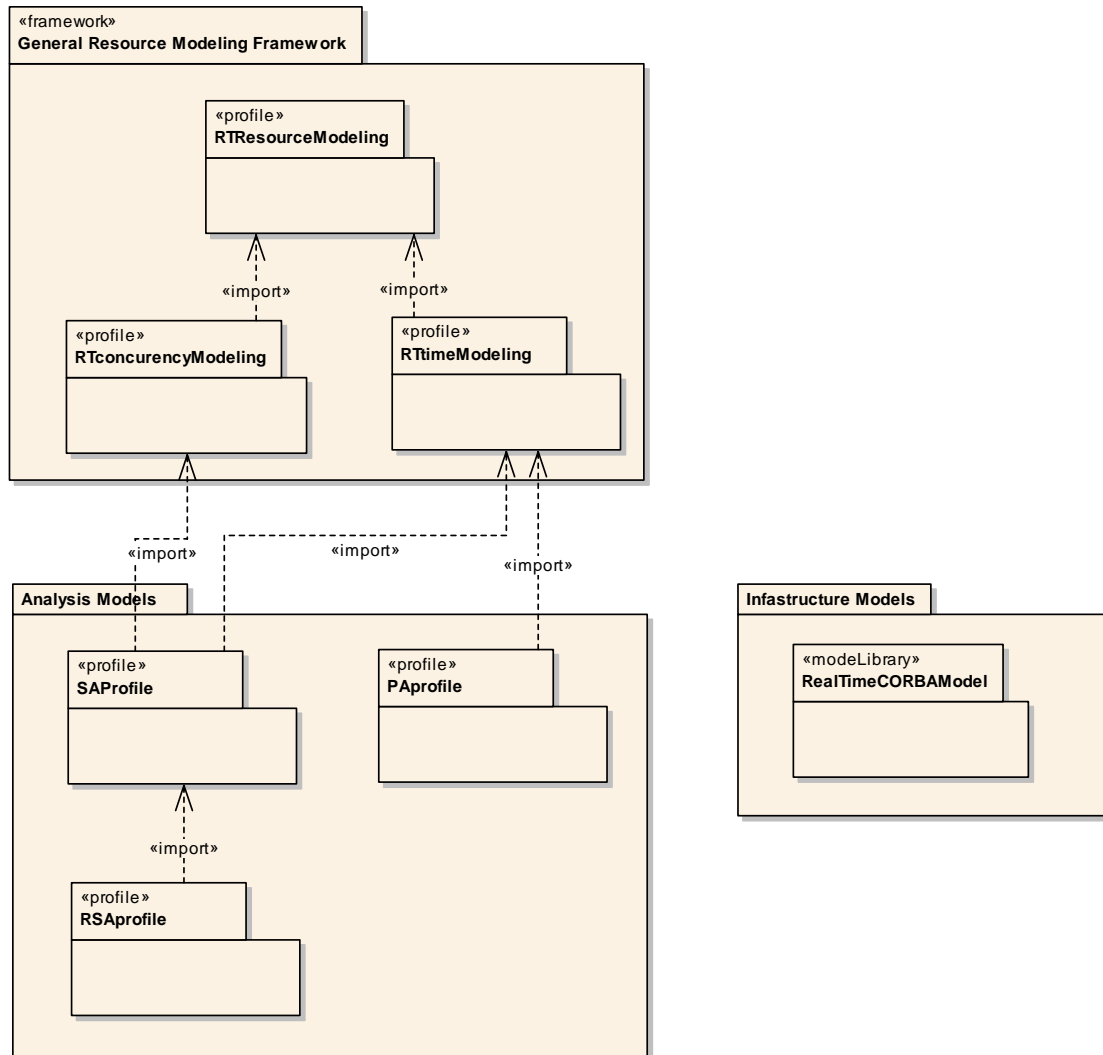 «framework»
General Resource Modeling Framework
«profile»
RTResourceModeling
«import»
«import»
«profile»
RTconcurencyModeling
«profile»
RTtimeModeling
«import»
«import»
«import»
Analysis Models
Infastructure Models
«profile»
SAProfile
«profile»
PAprofile
«modeLibrary»
RealTimeCORBAModel
«import»
«profile»
RSAprofile